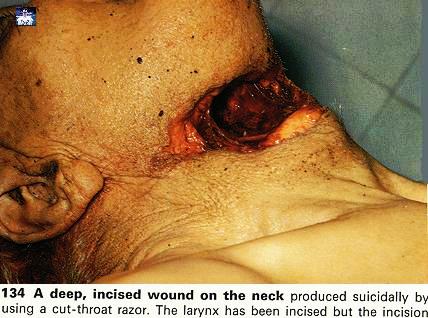 134 A deep, incised wound on the neck produced suicidally by
using a cut-throat razor. The larynx has been incised but the incision